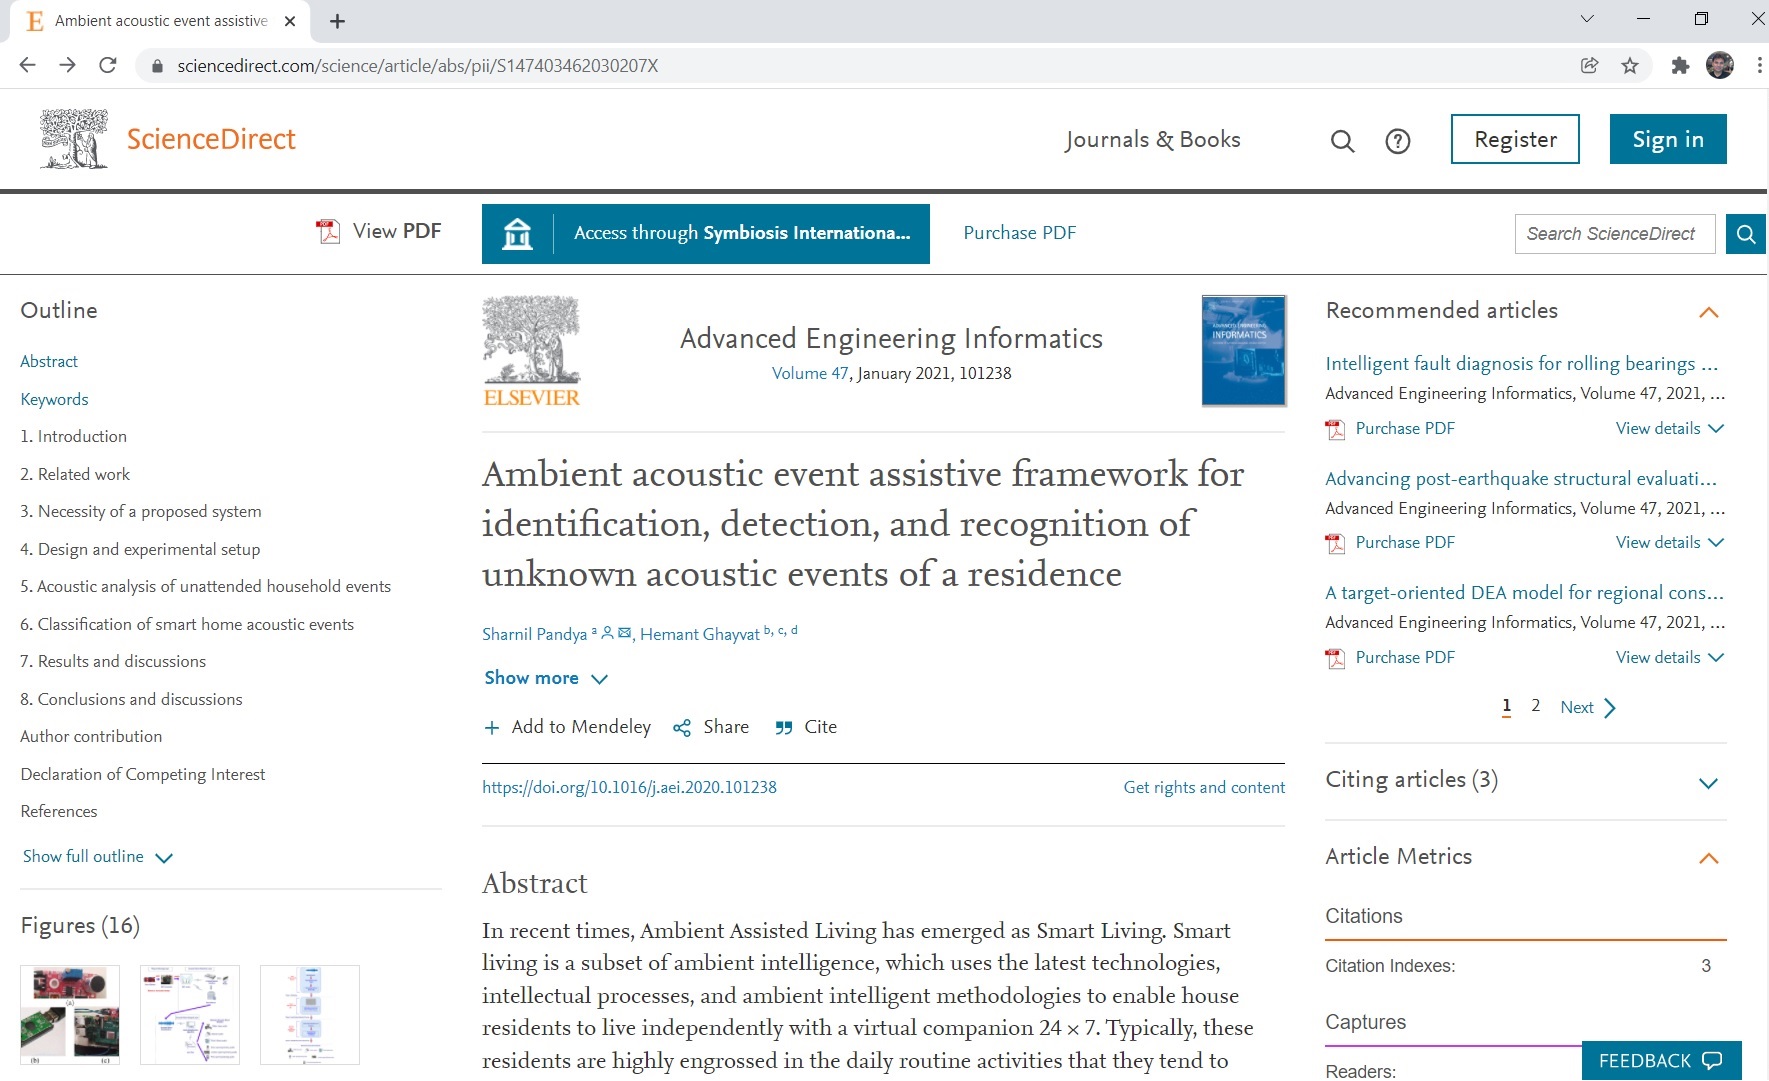 Ambient acoustic event assistive
sciencedirect.com/science/article/abs/pii/S147403462030207X
ScienceDirect
Journals & Books
Register
Sign in
View PDF
Access through Symbiosis Internationa...
Purchase PDF
Search ScienceDirect
Outline
Abstract
Keywords
1. Introduction
2. Related work
3. Necessity of a proposed system
4. Design and experimental setup
5. Acoustic analysis of unattended household events
6. Classification of smart home acoustic events
7. Results and discussions
8. Conclusions and discussions
Author contribution
Declaration of Competing Interest
References
Show full outline
Figures (16)
(a)
(b)
(c)
ELSEVIER
Advanced Engineering Informatics
Volume 47, January 2021, 101238
ADVANCED ENGINEERING
INFORMATICS
Ambient acoustic event assistive framework for
identification, detection, and recognition of
unknown acoustic events of a residence
Sharnil Pandya a, Hemant Ghayvat b, c, d
Show more
Add to Mendeley
Share
Cite
https://doi.org/10.1016/j.aei.2020.101238
Get rights and content
Abstract
In recent times, Ambient Assisted Living has emerged as Smart Living. Smart
living is a subset of ambient intelligence, which uses the latest technologies,
intellectual processes, and ambient intelligent methodologies to enable house
residents to live independently with a virtual companion 24 × 7. Typically, these
residents are highly engrossed in the daily routine activities that they tend to
Recommended articles
Intelligent fault diagnosis for rolling bearings ...
Advanced Engineering Informatics, Volume 47, 2021, ...
Purchase PDF
View details
Advancing post-earthquake structural evaluati...
Advanced Engineering Informatics, Volume 47, 2021, ...
Purchase PDF
View details
A target-oriented DEA model for regional cons...
Advanced Engineering Informatics, Volume 47, 2021, ...
Purchase PDF
View details
1 2 Next
Citing articles (3)
Article Metrics
Citations
Citation Indexes: 3
Captures
Readers:
FEEDBACK